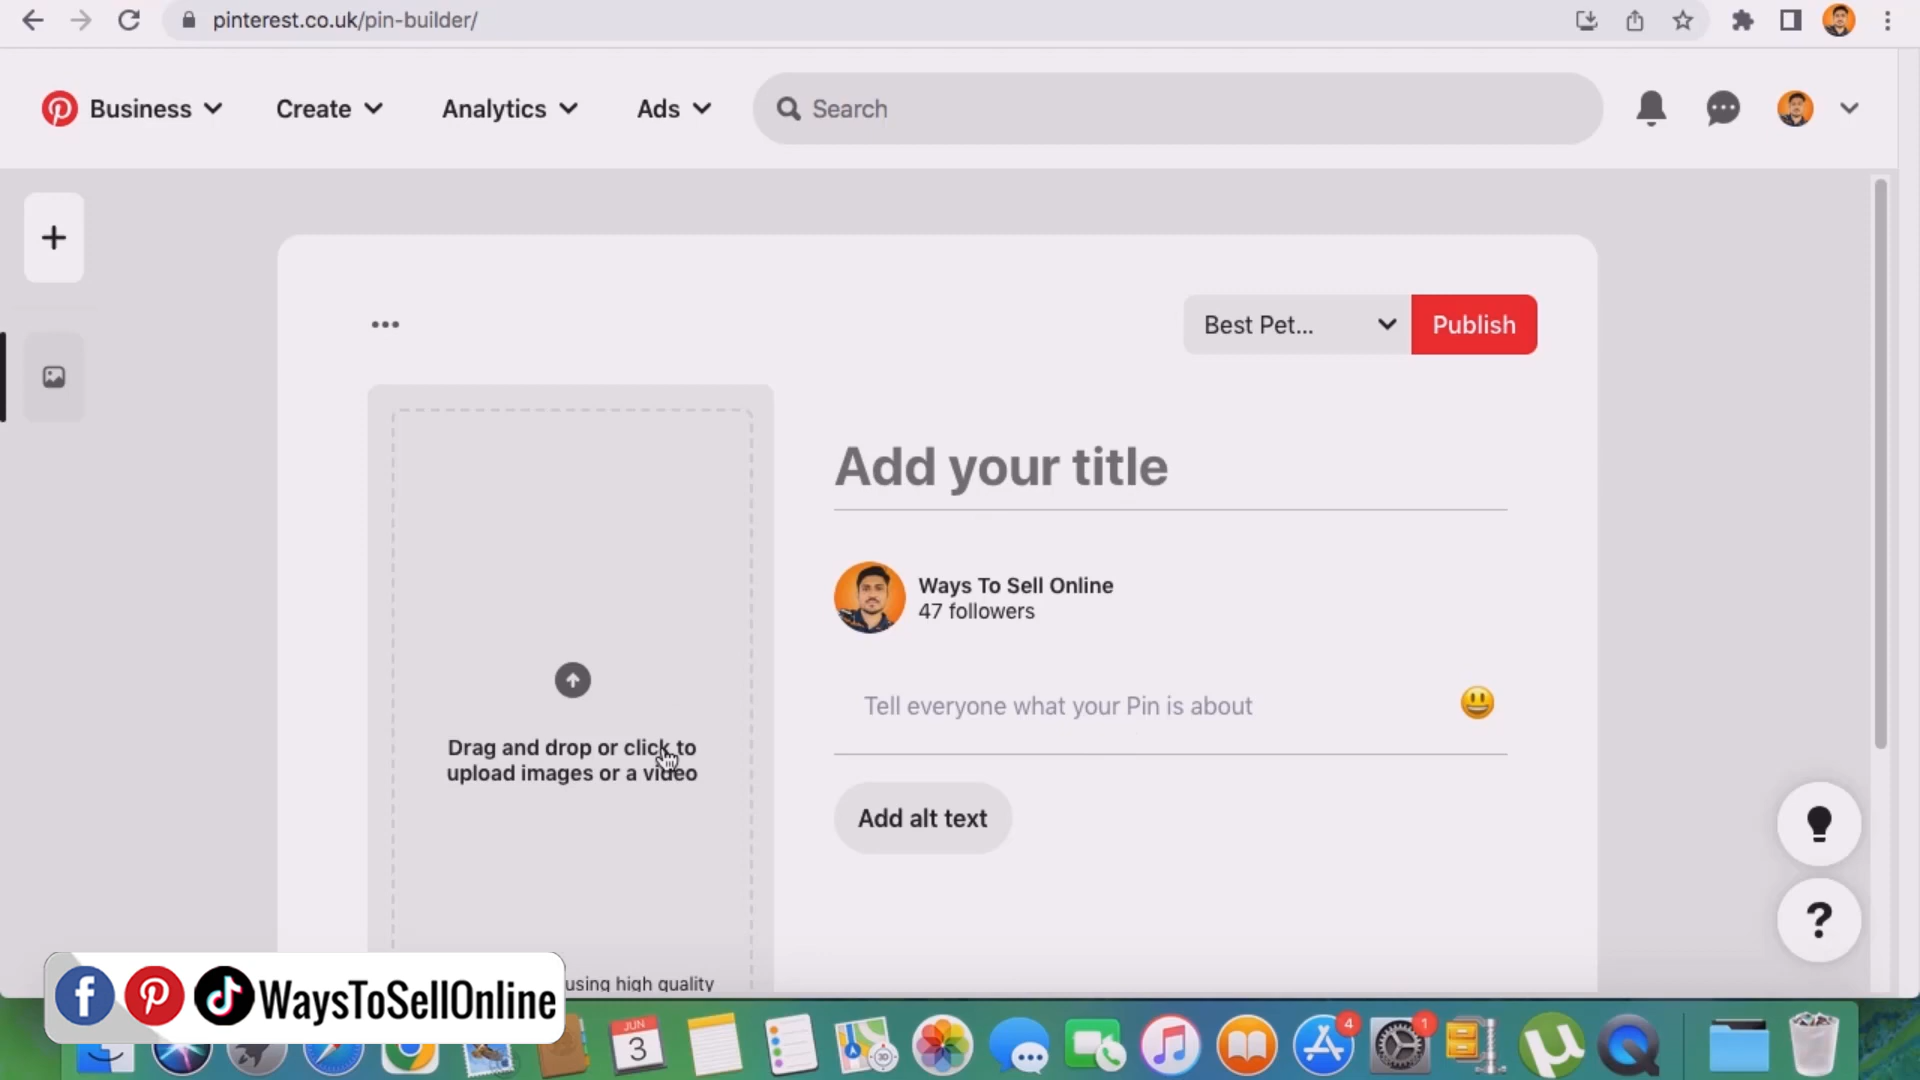 pinterest.co.uk/pin-builder/
Business
Create
Analytics
Ads
Search
Best Pet...
Publish
Add your title
Ways To Sell Online
47 followers
Drag and drop or click to
upload images or a video
Tell everyone what your Pin is about
Add alt text
using high quality
?
WaysToSellOnline
JUN
3
3D
4
1